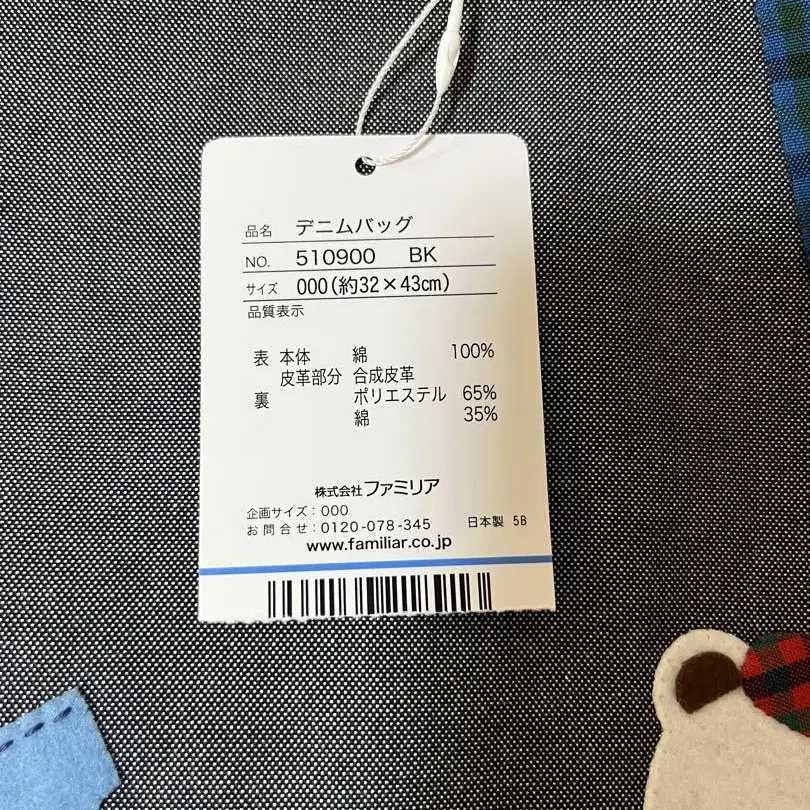 品名 デニムバッグ
NO. 510900 BK
サイズ 000(約32×43cm)
品質表示
表 本体 綿 100%
皮革部分 合成皮革
裏 ポリエステル 65%
綿 35%
株式会社ファミリア
企画サイズ:000
お問合せ:0120-078-345 日本製 5B
www.familiar.co.jp